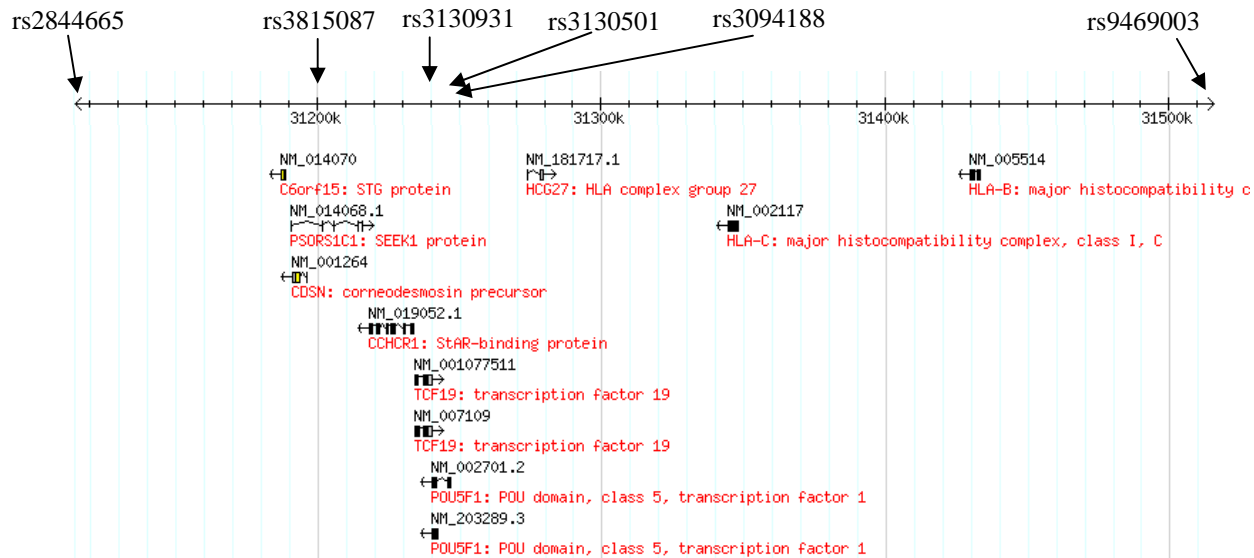 rs2844665 rs3815087 rs3130931 rs3130501 rs3094188 rs9469003
31200k 31300k 31400k 31500k
NM_014070 NM_181717.1 NM_005514
C6orf15: STG protein HCG27: HLA complex group 27 HLA-B: major histocompatibility c
NM_014068.1 NM_002117
PSORS1C1: SEEK1 protein HLA-C: major histocompatibility complex, class I, C
NM_001264
CDSN: corneodesmosin precursor
NM_019052.1
CCHCR1: StAR-binding protein
NM_001077511
TCF19: transcription factor 19
NM_007109
TCF19: transcription factor 19
NM_002701.2
POU5F1: POU domain, class 5, transcription factor 1
NM_203289.3
POU5F1: POU domain, class 5, transcription factor 1